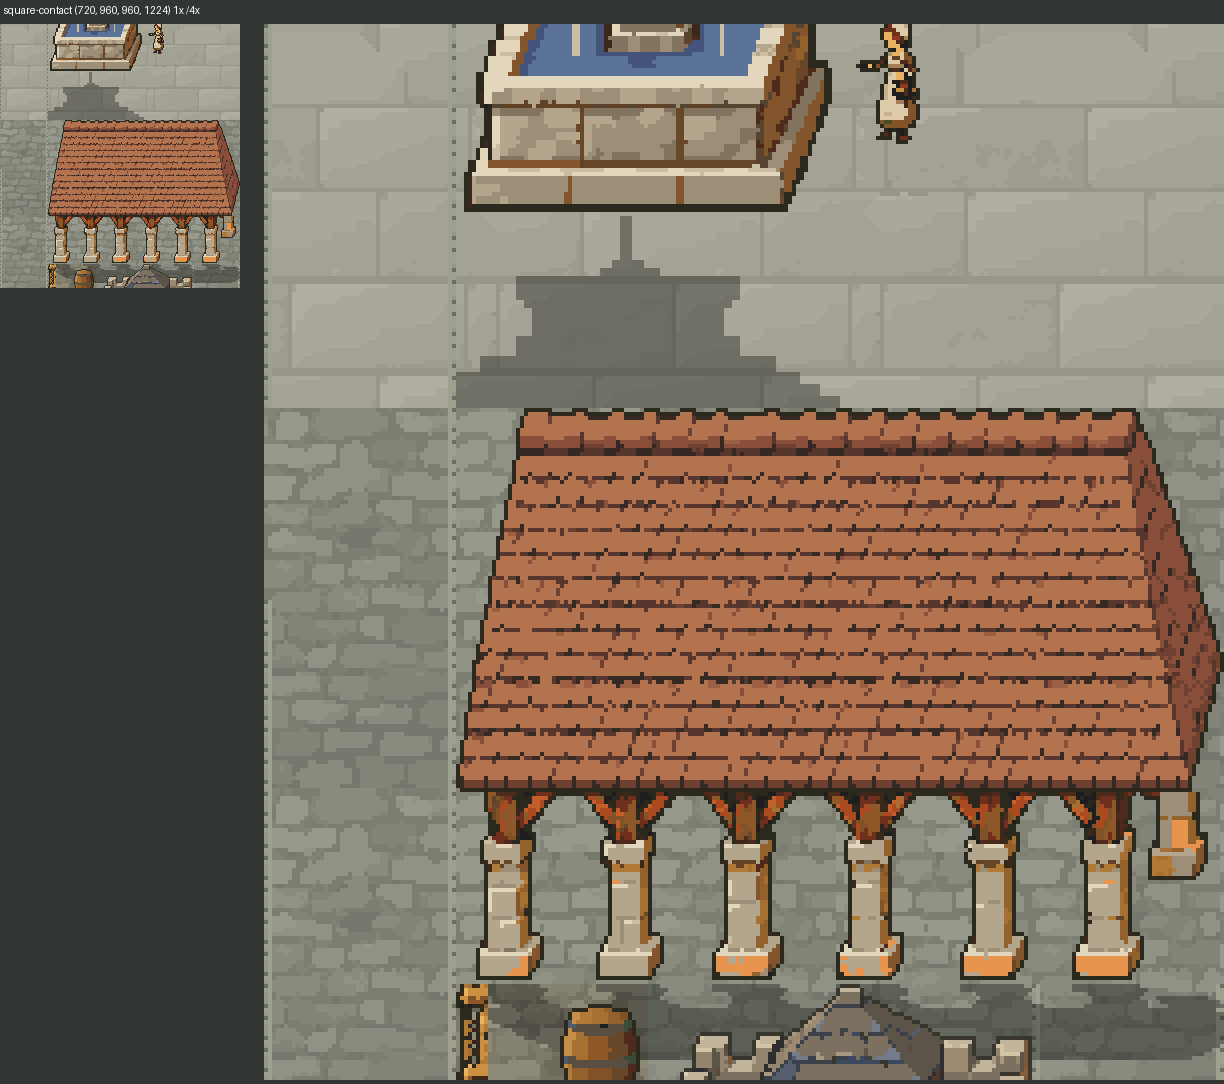 square-contact (720, 960, 960, 1224) 1x /4x